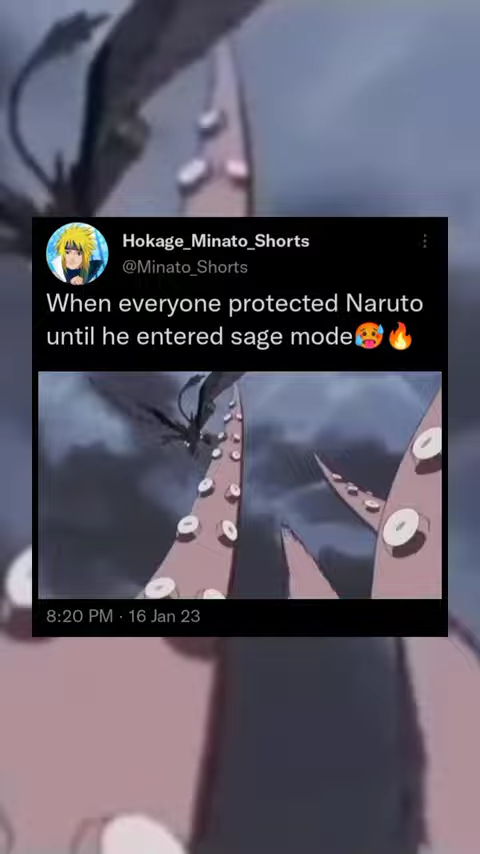 Hokage_Minato_Shorts
@Minato_Shorts
When everyone protected Naruto
until he entered sage mode🥵🔥
8:20 PM · 16 Jan 23